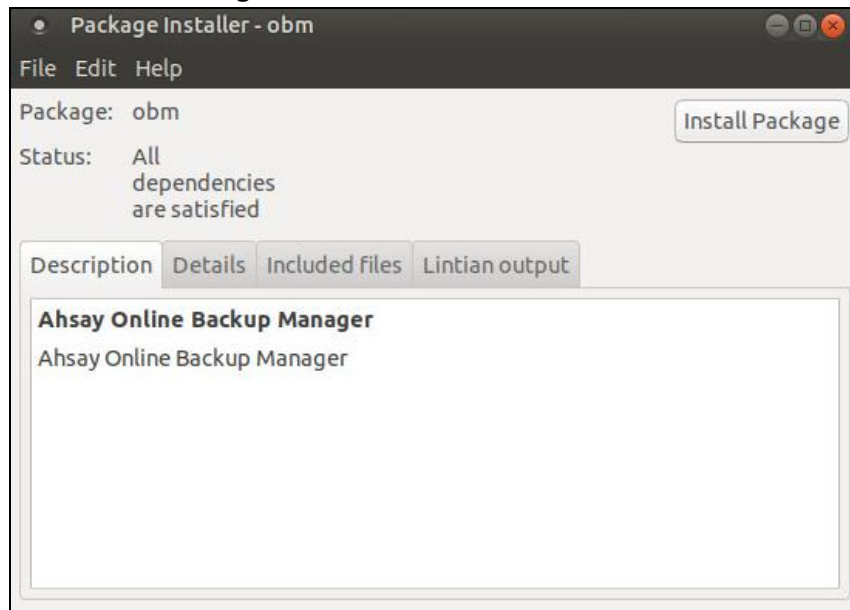 Package Installer - obm
File Edit Help
Package: obm
Install Package
Status: All
dependencies
are satisfied
Description Details Included files Lintian output
Ahsay Online Backup Manager
Ahsay Online Backup Manager